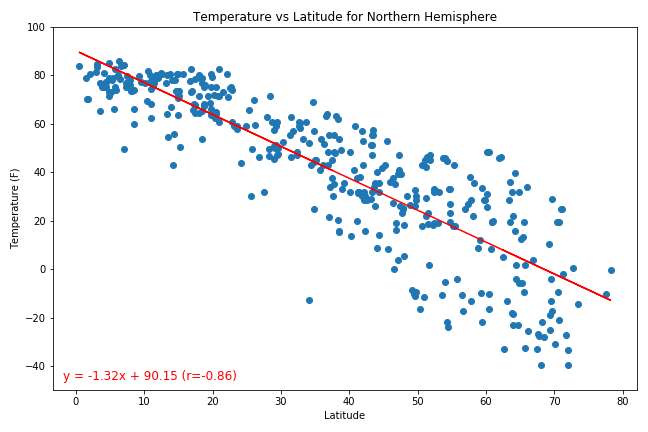 Temperature vs Latitude for Northern Hemisphere
100
80
60
40
20
0
−20
−40
Temperature (F)
y = -1.32x + 90.15 (r=-0.86)
0 10 20 30 40 50 60 70 80
Latitude